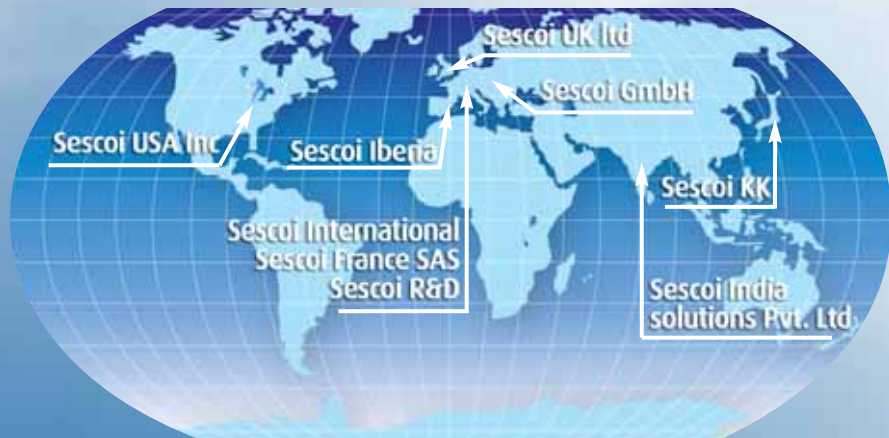 Sescoi UK ltd
Sescoi GmbH
Sescoi USA Inc
Sescoi Iberia
Sescoi KK
Sescoi International
Sescoi France SAS
Sescoi R&D
Sescoi India
solutions Pvt. Ltd